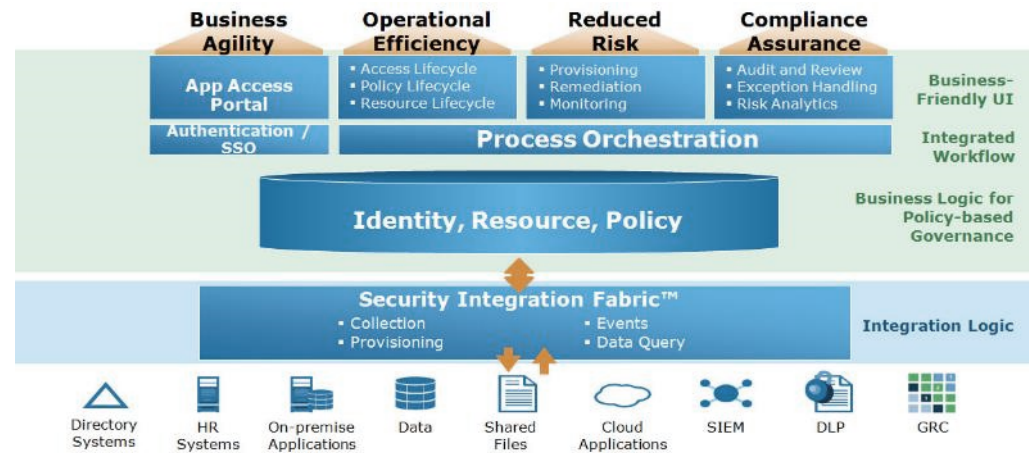 Business
Agility
Operational
Efficiency
Reduced
Risk
Compliance
Assurance
App Access
Portal
▪ Access Lifecycle
▪ Policy Lifecycle
▪ Resource Lifecycle
▪ Provisioning
▪ Remediation
▪ Monitoring
▪ Audit and Review
▪ Exception Handling
▪ Risk Analytics
Business-
Friendly UI
Authentication /
SSO
Process Orchestration
Integrated
Workflow
Identity, Resource, Policy
Business Logic for
Policy-based
Governance
Security Integration Fabric™
▪ Collection
▪ Provisioning
▪ Events
▪ Data Query
Integration Logic
Directory
Systems
HR
Systems
On-premise
Applications
Data
Shared
Files
Cloud
Applications
SIEM
DLP
GRC